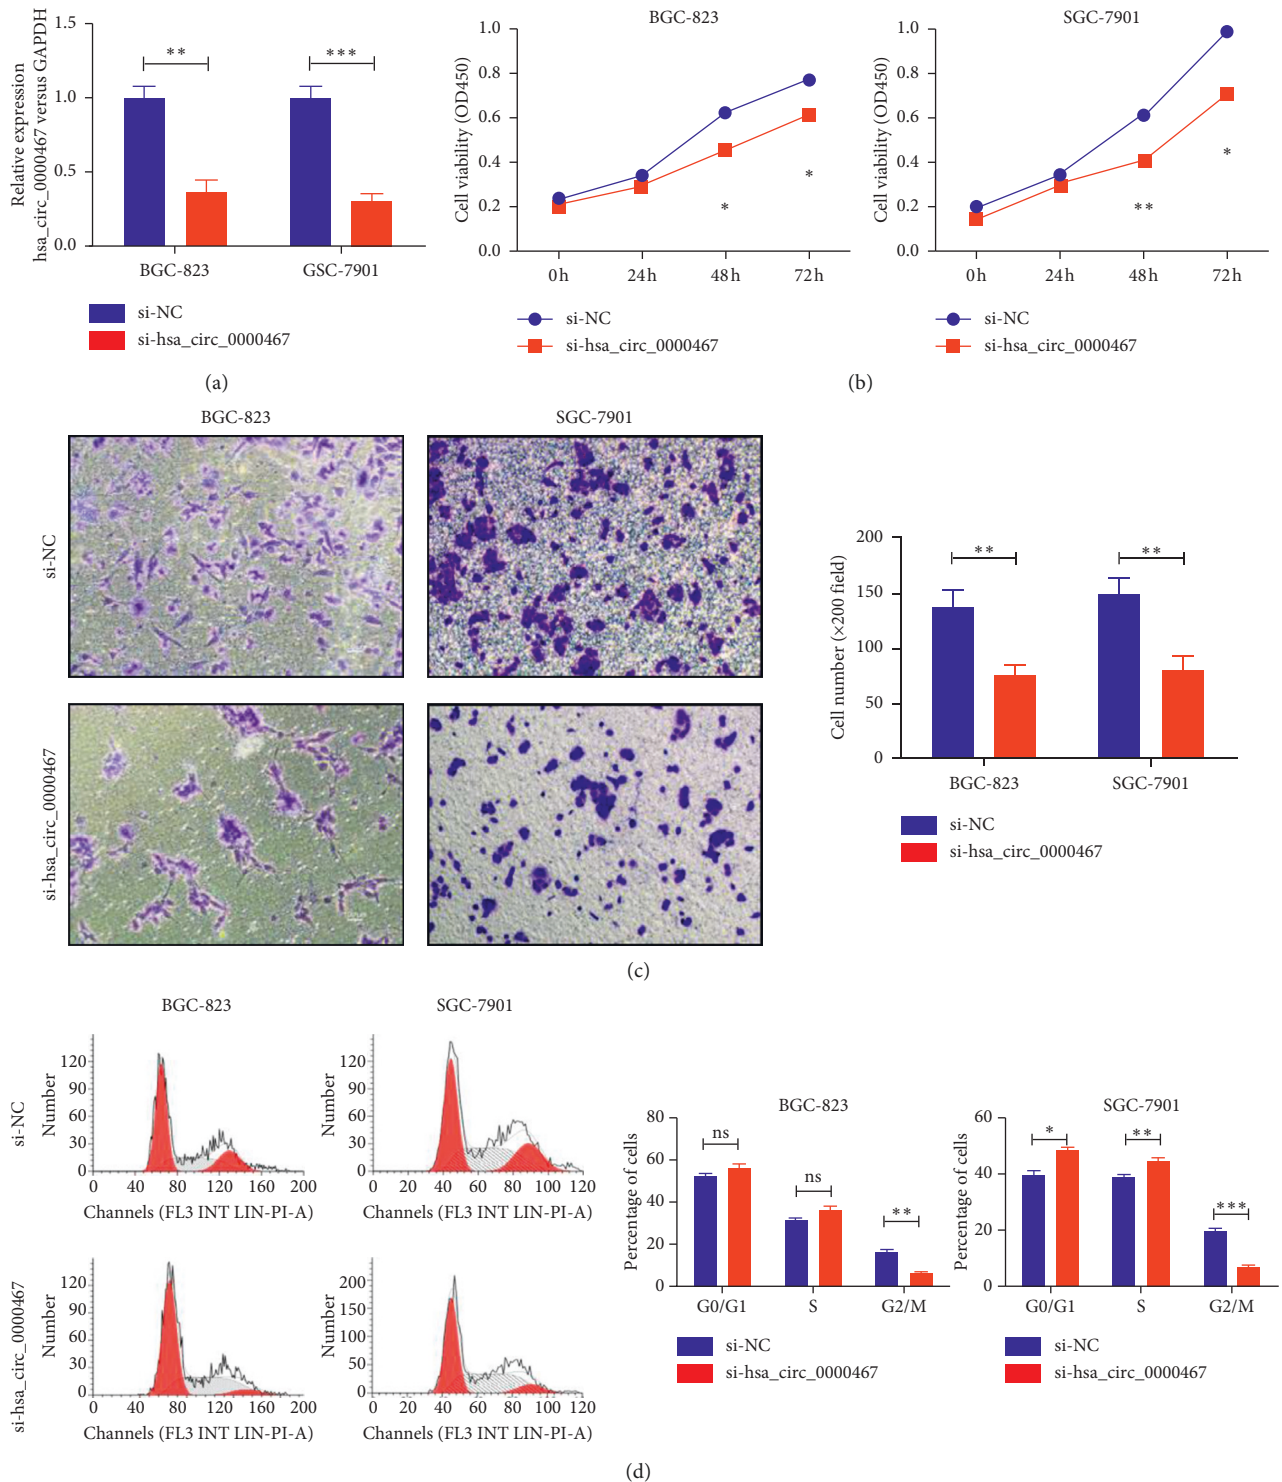 Relative expression
hsa_circ_0000467 versus GAPDH
1.5
1.0
0.5
0.0
**
***
BGC-823
GSC-7901
si-NC
si-hsa_circ_0000467
(a)
BGC-823
Cell viability (OD450)
1.0
0.8
0.6
0.4
0.2
0.0
*
*
0h
24h
48h
72h
si-NC
si-hsa_circ_0000467
SGC-7901
Cell viability (OD450)
1.0
0.8
0.6
0.4
0.2
0.0
**
*
0h
24h
48h
72h
si-NC
si-hsa_circ_0000467
(b)
BGC-823
SGC-7901
si-NC
si-hsa_circ_0000467
Cell number (×200 field)
200
150
100
50
0
**
**
BGC-823
SGC-7901
si-NC
si-hsa_circ_0000467
(c)
BGC-823
SGC-7901
si-NC
Number
120
90
60
30
0
0 40 80 120 160 200
Channels (FL3 INT LIN-PI-A)
Number
120
90
60
30
0
0 20 40 60 80 100 120
Channels (FL3 INT LIN-PI-A)
si-hsa_circ_0000467
Number
120
90
60
30
0
0 40 80 120 160 200
Channels (FL3 INT LIN-PI-A)
Number
200
150
100
50
0
0 20 40 60 80 100 120
Channels (FL3 INT LIN-PI-A)
BGC-823
Percentage of cells
80
60
40
20
0
ns
ns
**
G0/G1
S
G2/M
si-NC
si-hsa_circ_0000467
SGC-7901
Percentage of cells
60
40
20
0
*
**
***
G0/G1
S
G2/M
si-NC
si-hsa_circ_0000467
(d)